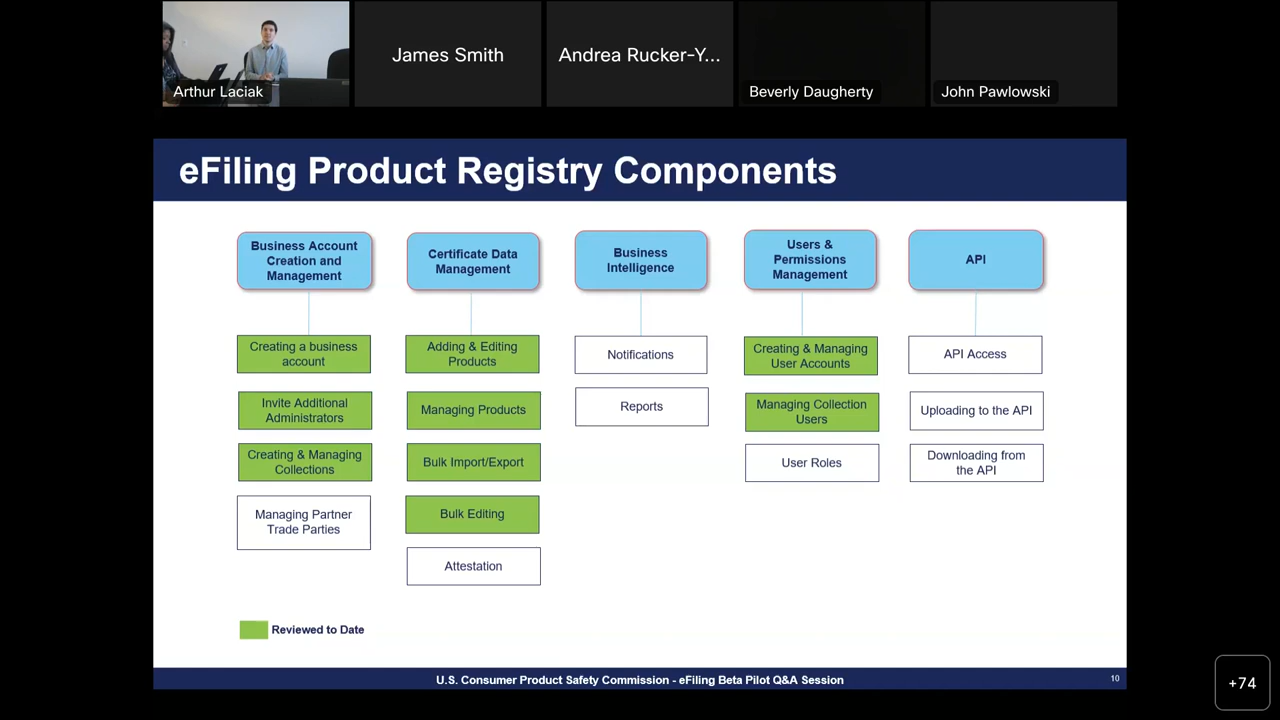 James Smith
Andrea Rucker-Y...
Arthur Laciak
Beverly Daugherty
John Pawlowski
eFiling Product Registry Components
Business Account
Creation and
Management
Certificate Data
Management
Business
Intelligence
Users &
Permissions
Management
API
Creating a business
account
Invite Additional
Administrators
Creating & Managing
Collections
Managing Partner
Trade Parties
Adding & Editing
Products
Managing Products
Bulk Import/Export
Bulk Editing
Attestation
Notifications
Reports
Creating & Managing
User Accounts
Managing Collection
Users
User Roles
API Access
Uploading to the API
Downloading from
the API
Reviewed to Date
U.S. Consumer Product Safety Commission - eFiling Beta Pilot Q&A Session
10
+74